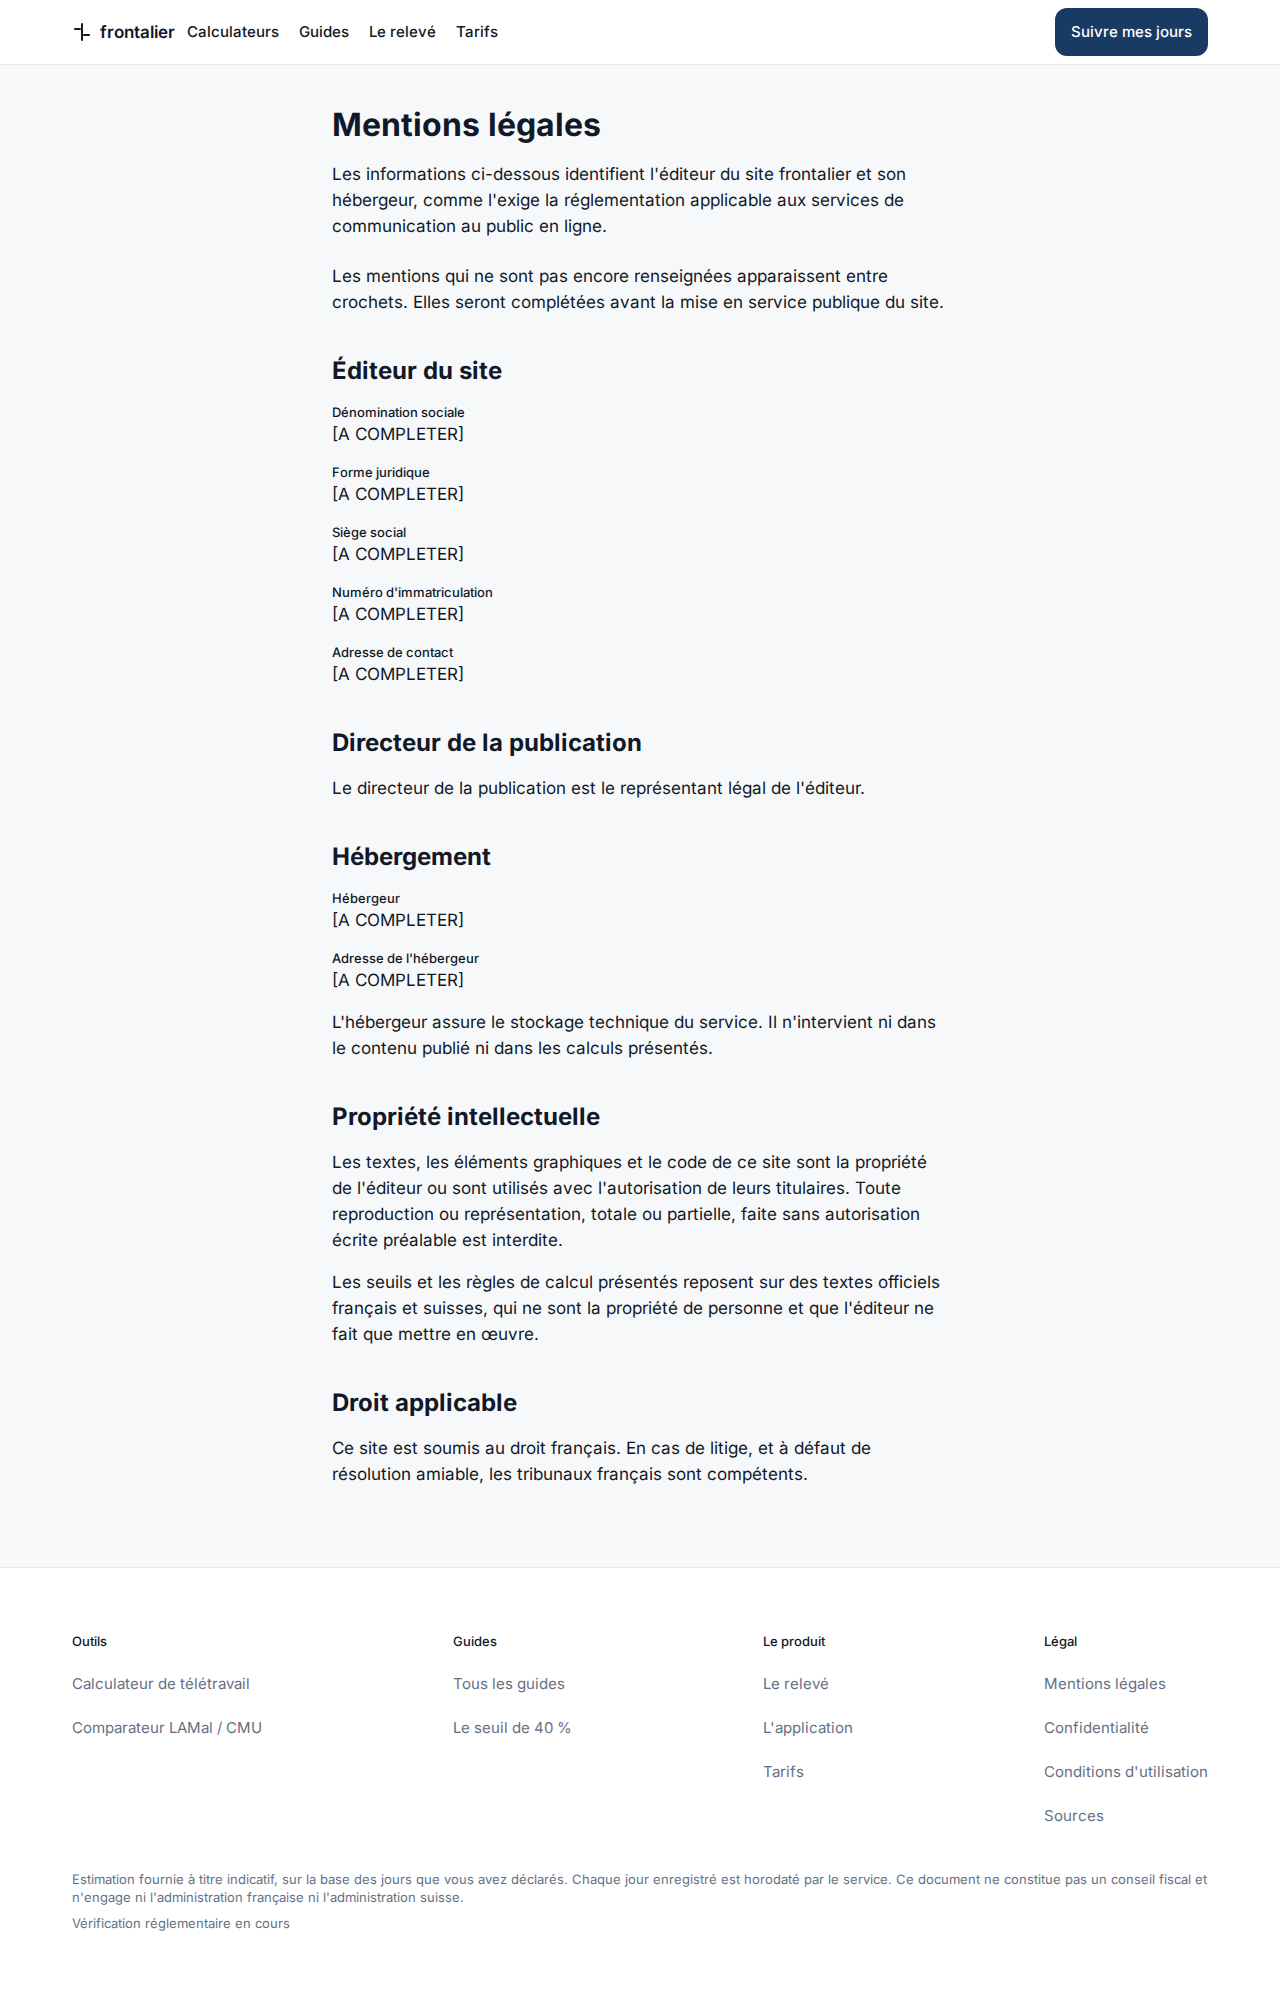 frontalier Calculateurs Guides Le relevé Tarifs Suivre mes jours
Mentions légales
Les informations ci-dessous identifient l'éditeur du site frontalier et son
hébergeur, comme l'exige la réglementation applicable aux services de
communication au public en ligne.
Les mentions qui ne sont pas encore renseignées apparaissent entre
crochets. Elles seront complétées avant la mise en service publique du site.
Éditeur du site
Dénomination sociale
[A COMPLETER]
Forme juridique
[A COMPLETER]
Siège social
[A COMPLETER]
Numéro d'immatriculation
[A COMPLETER]
Adresse de contact
[A COMPLETER]
Directeur de la publication
Le directeur de la publication est le représentant légal de l'éditeur.
Hébergement
Hébergeur
[A COMPLETER]
Adresse de l'hébergeur
[A COMPLETER]
L'hébergeur assure le stockage technique du service. Il n'intervient ni dans
le contenu publié ni dans les calculs présentés.
Propriété intellectuelle
Les textes, les éléments graphiques et le code de ce site sont la propriété
de l'éditeur ou sont utilisés avec l'autorisation de leurs titulaires. Toute
reproduction ou représentation, totale ou partielle, faite sans autorisation
écrite préalable est interdite.
Les seuils et les règles de calcul présentés reposent sur des textes officiels
français et suisses, qui ne sont la propriété de personne et que l'éditeur ne
fait que mettre en œuvre.
Droit applicable
Ce site est soumis au droit français. En cas de litige, et à défaut de
résolution amiable, les tribunaux français sont compétents.
Outils
Calculateur de télétravail
Comparateur LAMal / CMU
Guides
Tous les guides
Le seuil de 40 %
Le produit
Le relevé
L'application
Tarifs
Légal
Mentions légales
Confidentialité
Conditions d'utilisation
Sources
Estimation fournie à titre indicatif, sur la base des jours que vous avez déclarés. Chaque jour enregistré est horodaté par le service. Ce document ne constitue pas un conseil fiscal et
n'engage ni l'administration française ni l'administration suisse.
Vérification réglementaire en cours